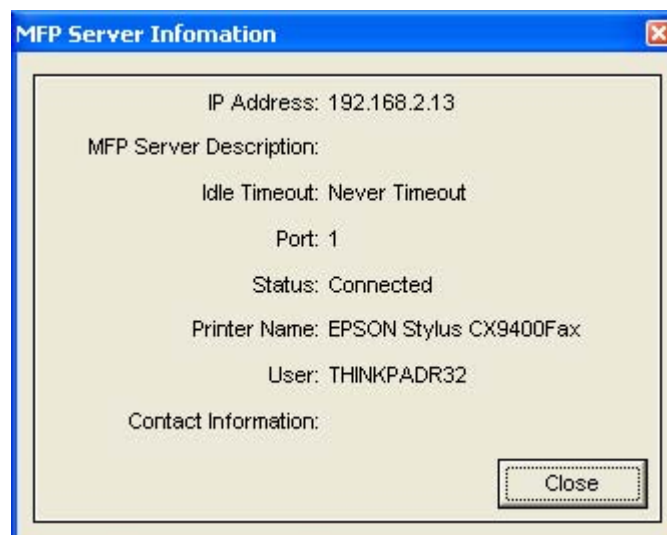 MFP Server Infomation
IP Address: 192.168.2.13
MFP Server Description:
Idle Timeout: Never Timeout
Port: 1
Status: Connected
Printer Name: EPSON Stylus CX9400Fax
User: THINKPADR32
Contact Information:
Close